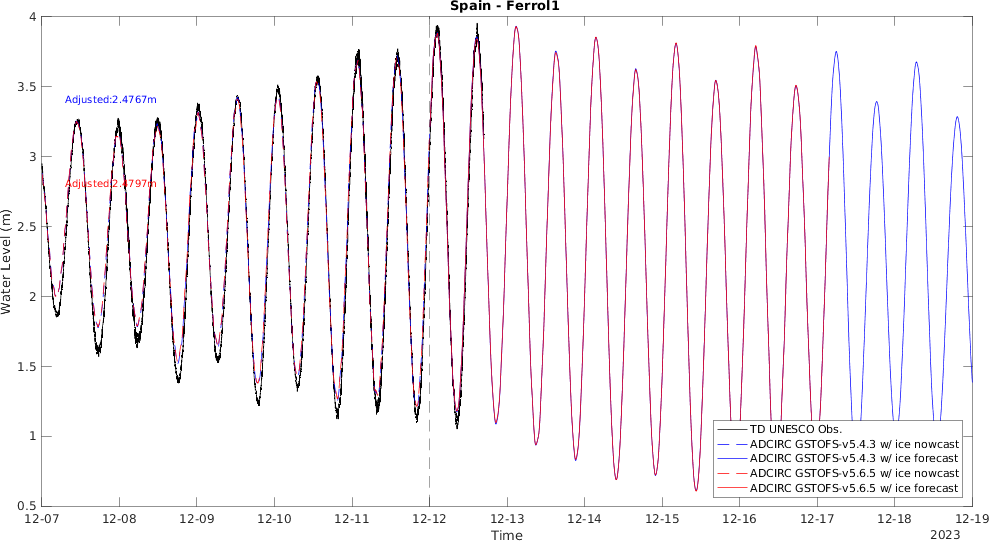 Spain - Ferrol1
4
3.5
3
2.5
2
1.5
1
0.5
Water Level (m)
Adjusted:2.4767m
Adjusted:2.4797m
TD UNESCO Obs.
ADCIRC GSTOFS-v5.4.3 w/ ice nowcast
ADCIRC GSTOFS-v5.4.3 w/ ice forecast
ADCIRC GSTOFS-v5.6.5 w/ ice nowcast
ADCIRC GSTOFS-v5.6.5 w/ ice forecast
12-07 12-08 12-09 12-10 12-11 12-12 12-13 12-14 12-15 12-16 12-17 12-18 12-19
Time
2023